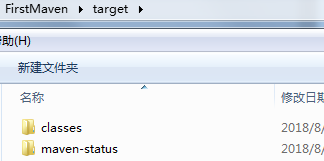 FirstMaven ▸ target ▸
帮助(H)
新建文件夹
名称 修改日期
classes 2018/8/
maven-status 2018/8/